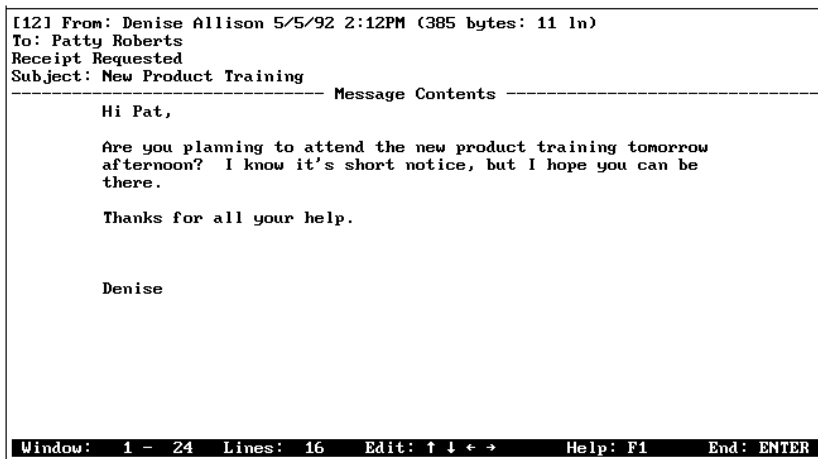 [12] From: Denise Allison 5/5/92 2:12PM (385 bytes: 11 ln)
To: Patty Roberts
Receipt Requested
Subject: New Product Training
------------------------------- Message Contents -------------------------------
Hi Pat,
Are you planning to attend the new product training tomorrow
afternoon?  I know it's short notice, but I hope you can be
there.
Thanks for all your help.
Denise
Window:   1 -  24   Lines:  16    Edit: ↑ ↓ ← →       Help: F1      End: ENTER